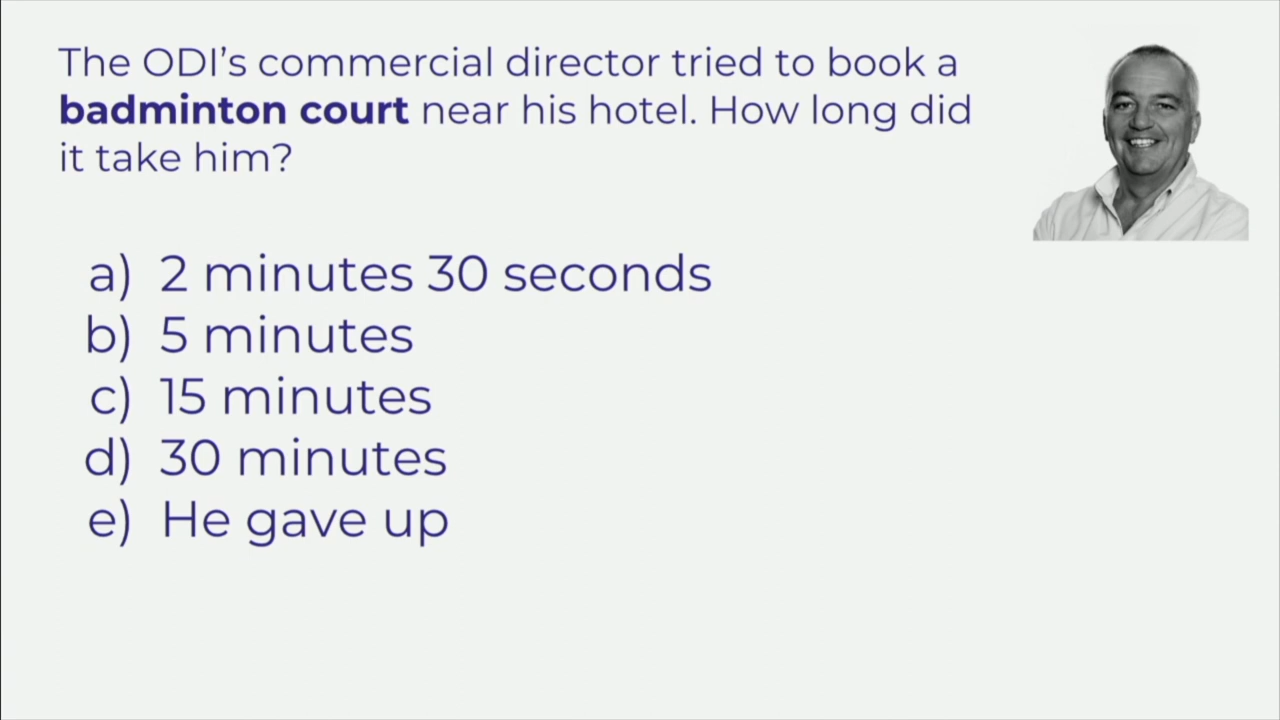 The ODI’s commercial director tried to book a
badminton court near his hotel. How long did
it take him?
a) 2 minutes 30 seconds
b) 5 minutes
c) 15 minutes
d) 30 minutes
e) He gave up